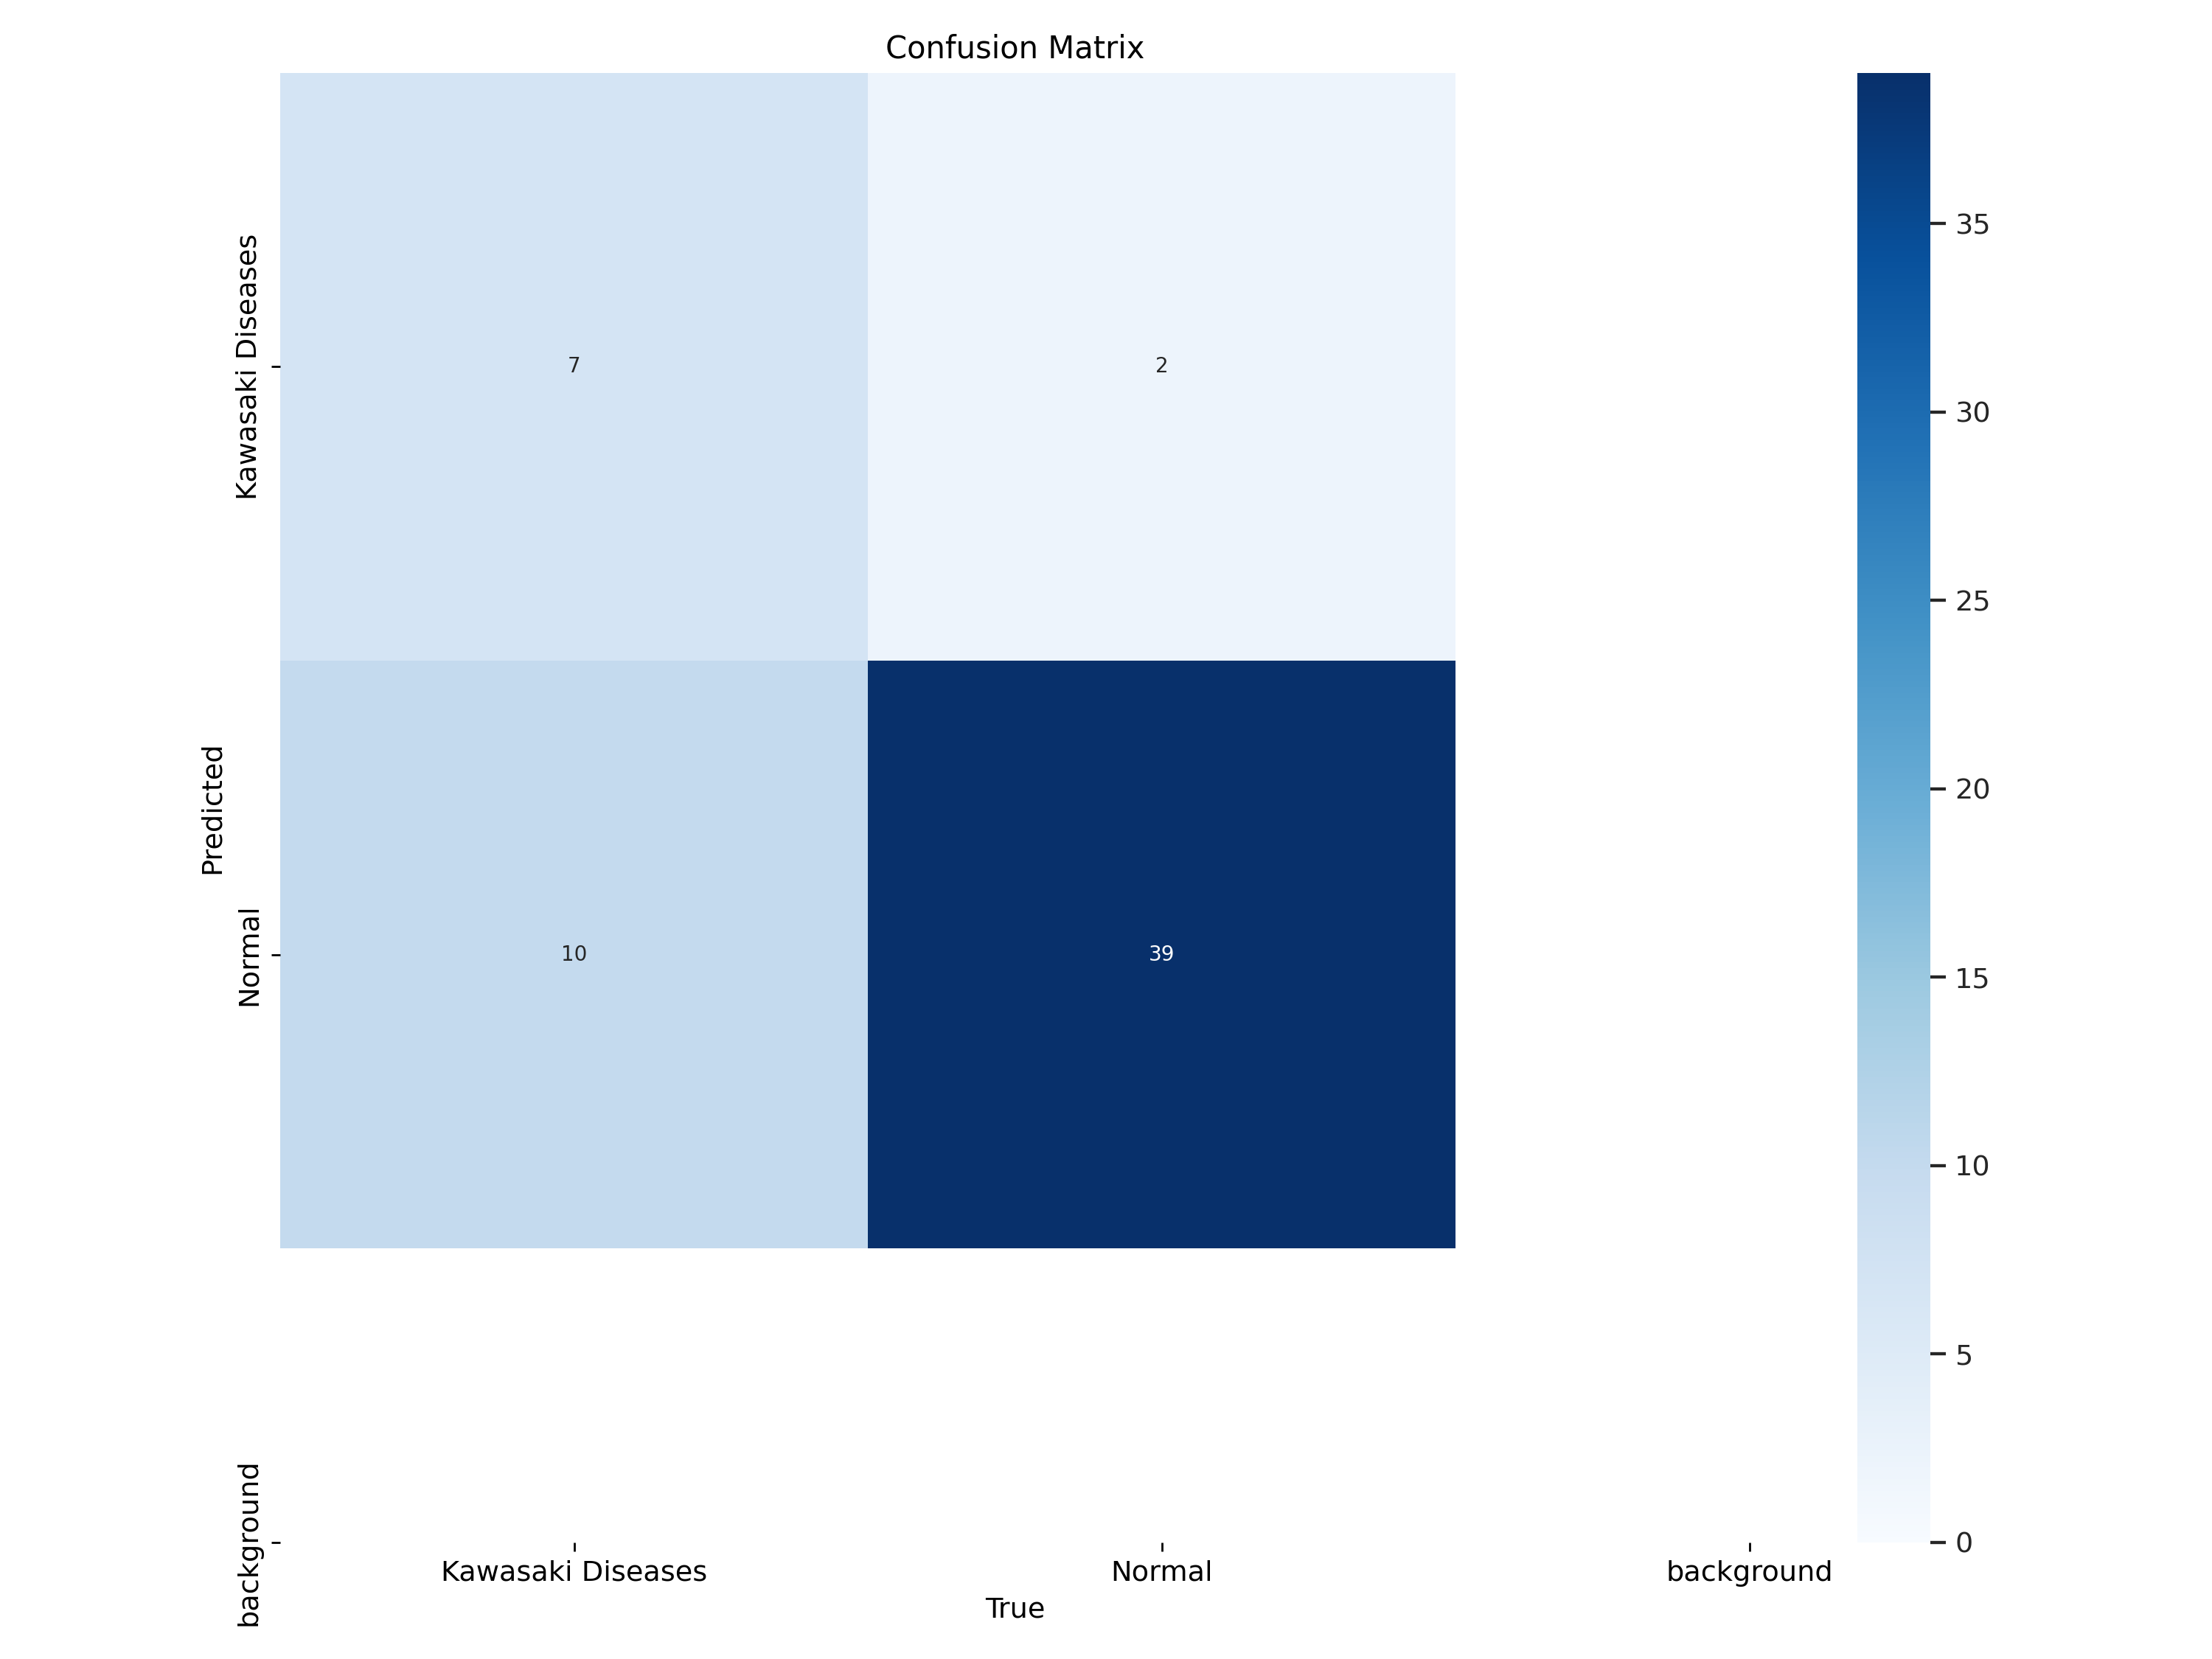 Confusion Matrix
Kawasaki Diseases
7
2
Predicted
Normal
10
39
background
Kawasaki Diseases
Normal
background
True
35
30
25
20
15
10
5
0